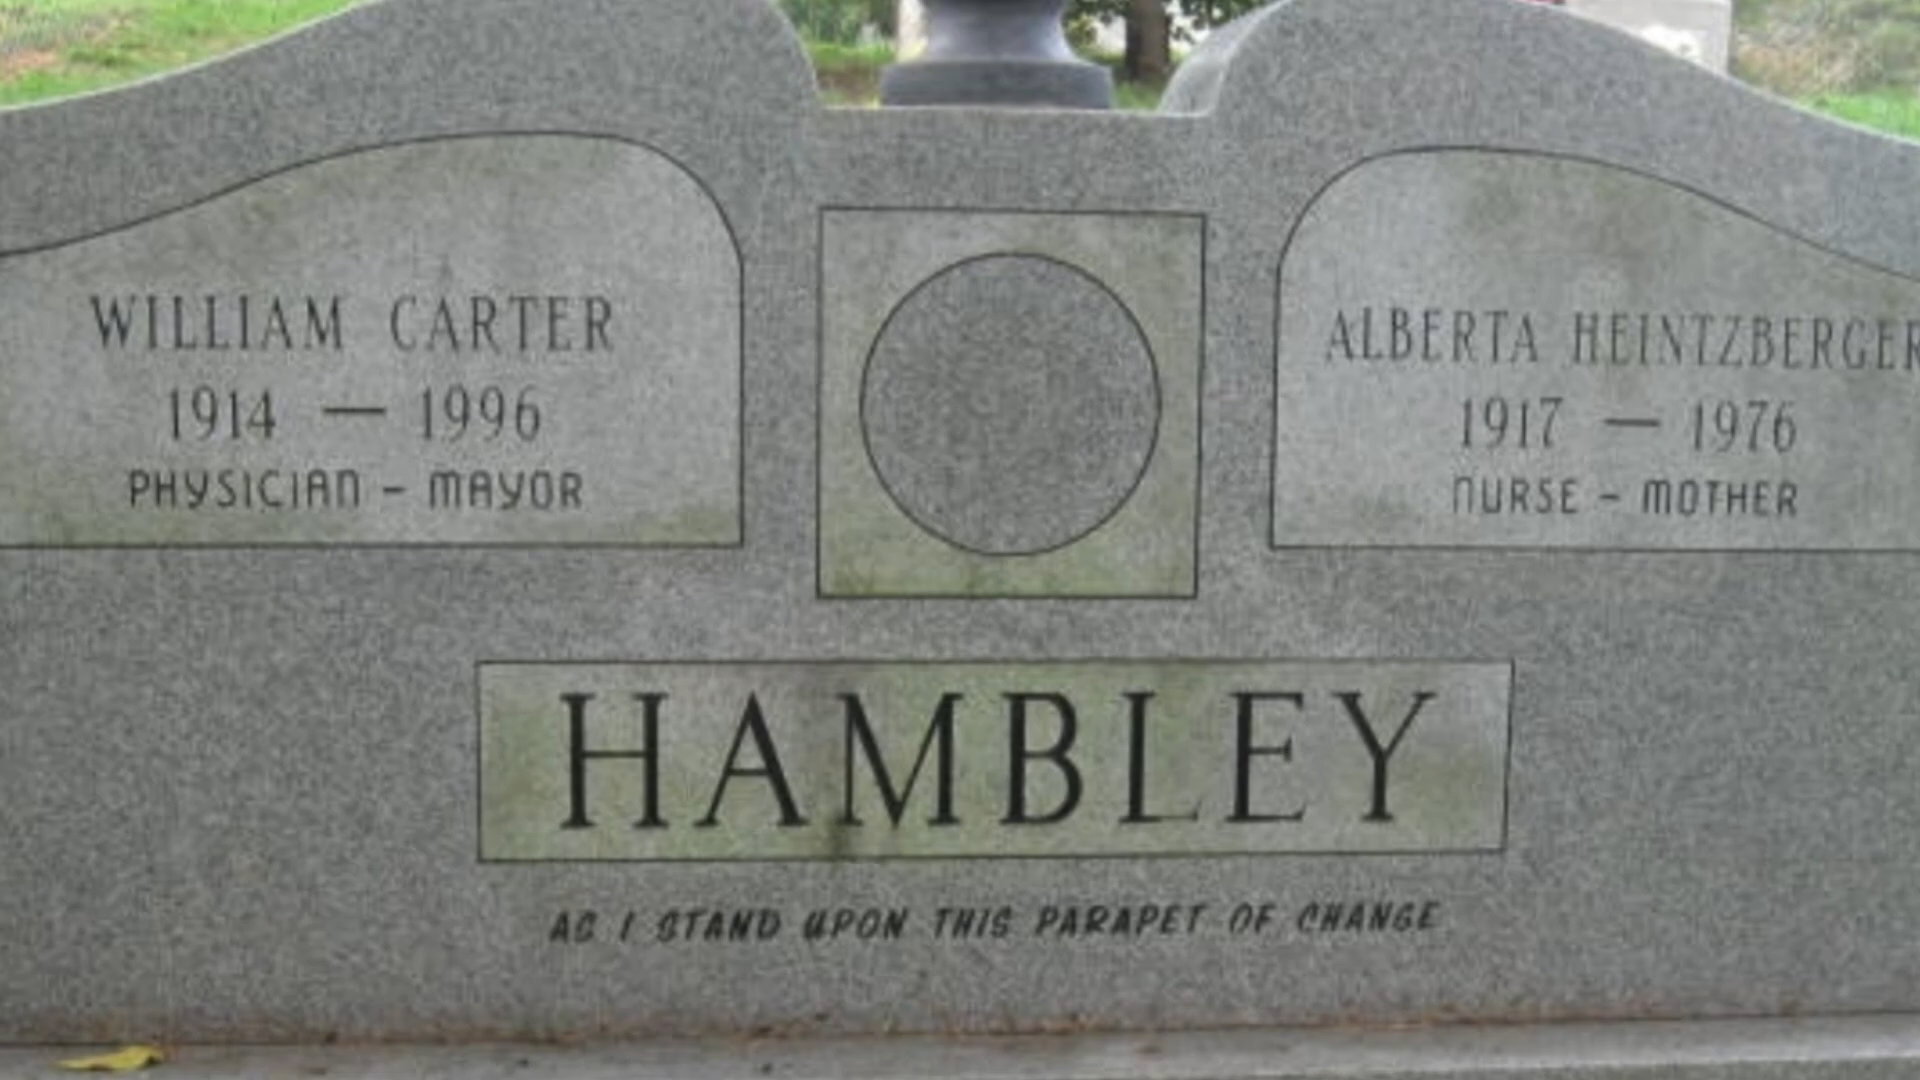 WILLIAM CARTER
1914 — 1996
PHYSICIAN – MAYOR
ALBERTA HEINTZBERGER
1917 — 1976
NURSE – MOTHER
HAMBLEY
AS I STAND UPON THIS PARAPET OF CHANGE